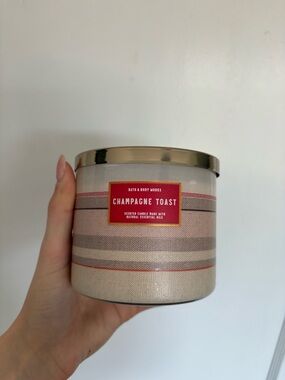 BATH & BODY WORKS
CHAMPAGNE TOAST
SCENTED CANDLE MADE WITH
NATURAL ESSENTIAL OILS